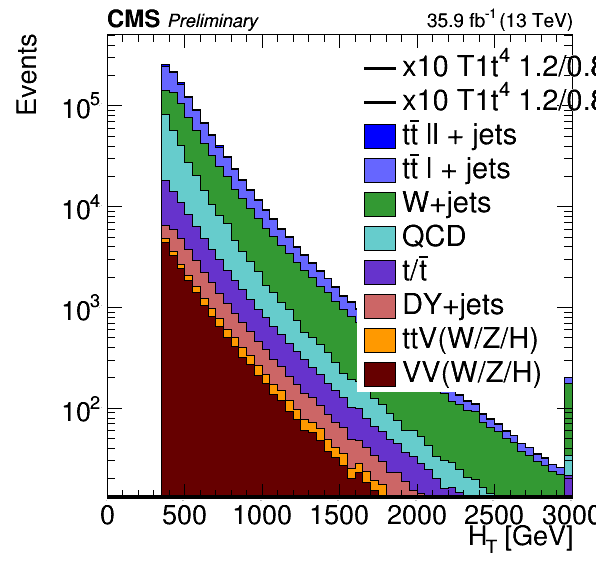 CMS Preliminary 35.9 fb⁻¹ (13 TeV)
Events
x10 T1t⁴ 1.2/0.8
x10 T1t⁴ 1.2/0.8
tt̄ ll + jets
tt̄ l + jets
W+jets
QCD
t/t̄
DY+jets
ttV(W/Z/H)
VV(W/Z/H)
10⁵
10⁴
10³
10²
0 500 1000 1500 2000 2500 3000
H_T [GeV]